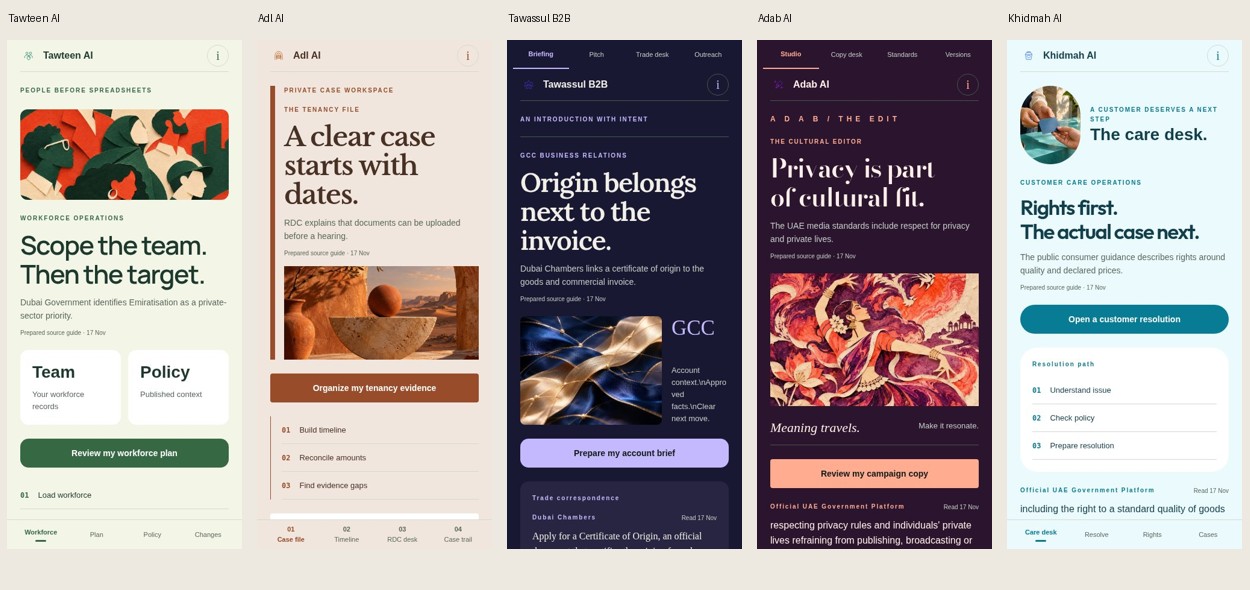 Tawteen AI
Tawteen AI
i
PEOPLE BEFORE SPREADSHEETS
WORKFORCE OPERATIONS
Scope the team.
Then the target.
Dubai Government identifies Emiratisation as a private-
sector priority.
Prepared source guide · 17 Nov
Team
Your workforce
records
Policy
Published context
Review my workforce plan
01 Load workforce
Workforce
Plan
Policy
Changes
Adl AI
Adl AI
i
PRIVATE CASE WORKSPACE
THE TENANCY FILE
A clear case
starts with
dates.
RDC explains that documents can be uploaded
before a hearing.
Prepared source guide · 17 Nov
Organize my tenancy evidence
01 Build timeline
02 Reconcile amounts
03 Find evidence gaps
01
Case file
02
Timeline
03
RDC desk
04
Case trail
Tawassul B2B
Briefing
Pitch
Trade desk
Outreach
Tawassul B2B
i
AN INTRODUCTION WITH INTENT
GCC BUSINESS RELATIONS
Origin belongs
next to the
invoice.
Dubai Chambers links a certificate of origin to the
goods and commercial invoice.
Prepared source guide · 17 Nov
GCC
Account
context.\nAppro
ved
facts.\nClear
next move.
Prepare my account brief
Trade correspondence
Dubai Chambers
Read 17 Nov
Apply for a Certificate of Origin, an official
Adab AI
Studio
Copy desk
Standards
Versions
Adab AI
i
ADAB / THE EDIT
THE CULTURAL EDITOR
Privacy is part
of cultural fit.
The UAE media standards include respect for privacy
and private lives.
Prepared source guide · 17 Nov
Meaning travels.
Make it resonate.
Review my campaign copy
Official UAE Government Platform
Read 17 Nov
respecting privacy rules and individuals' private
lives refraining from publishing, broadcasting or
Khidmah AI
Khidmah AI
i
A CUSTOMER DESERVES A NEXT
STEP
The care desk.
CUSTOMER CARE OPERATIONS
Rights first.
The actual case next.
The public consumer guidance describes rights around
quality and declared prices.
Prepared source guide · 17 Nov
Open a customer resolution
Resolution path
01 Understand issue
02 Check policy
03 Prepare resolution
Official UAE Government Platform
Read 17 Nov
including the right to a standard quality of goods
Care desk
Resolve
Rights
Cases